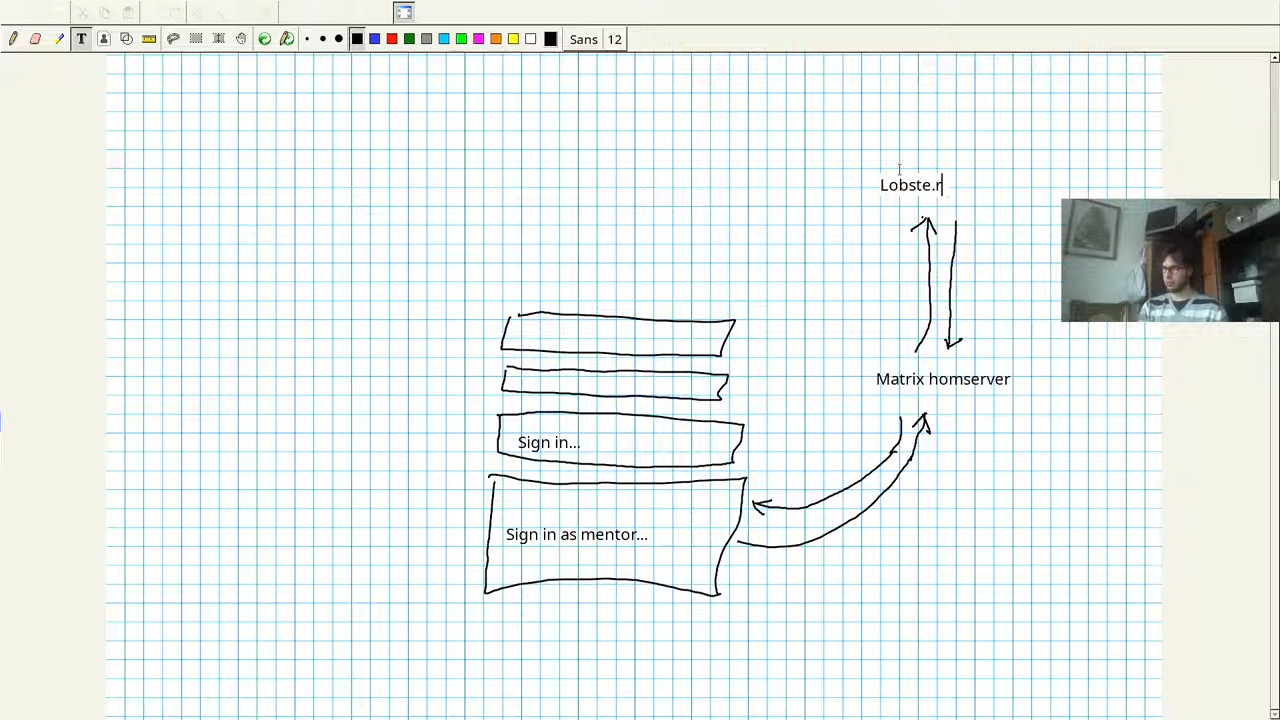 Sans 12
Lobste.r
Matrix homserver
Sign in...
Sign in as mentor...